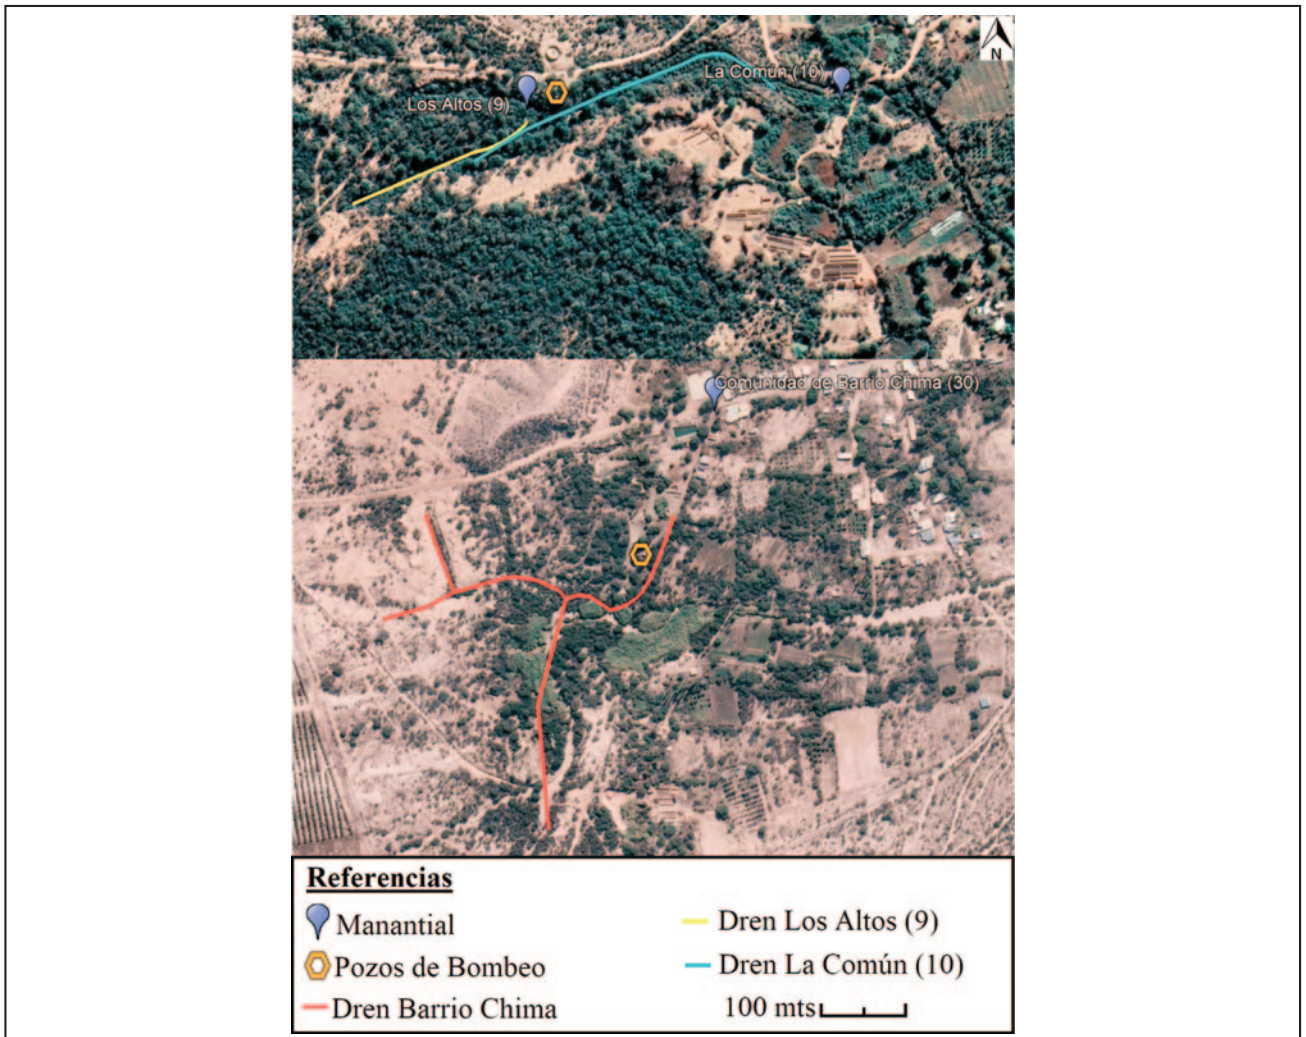 N
La Común (10)
Los Altos (9)
Comunidad de Barrio Chima (30)
Referencias
Manantial
Pozos de Bombeo
Dren Barrio Chima
Dren Los Altos (9)
Dren La Común (10)
100 mts